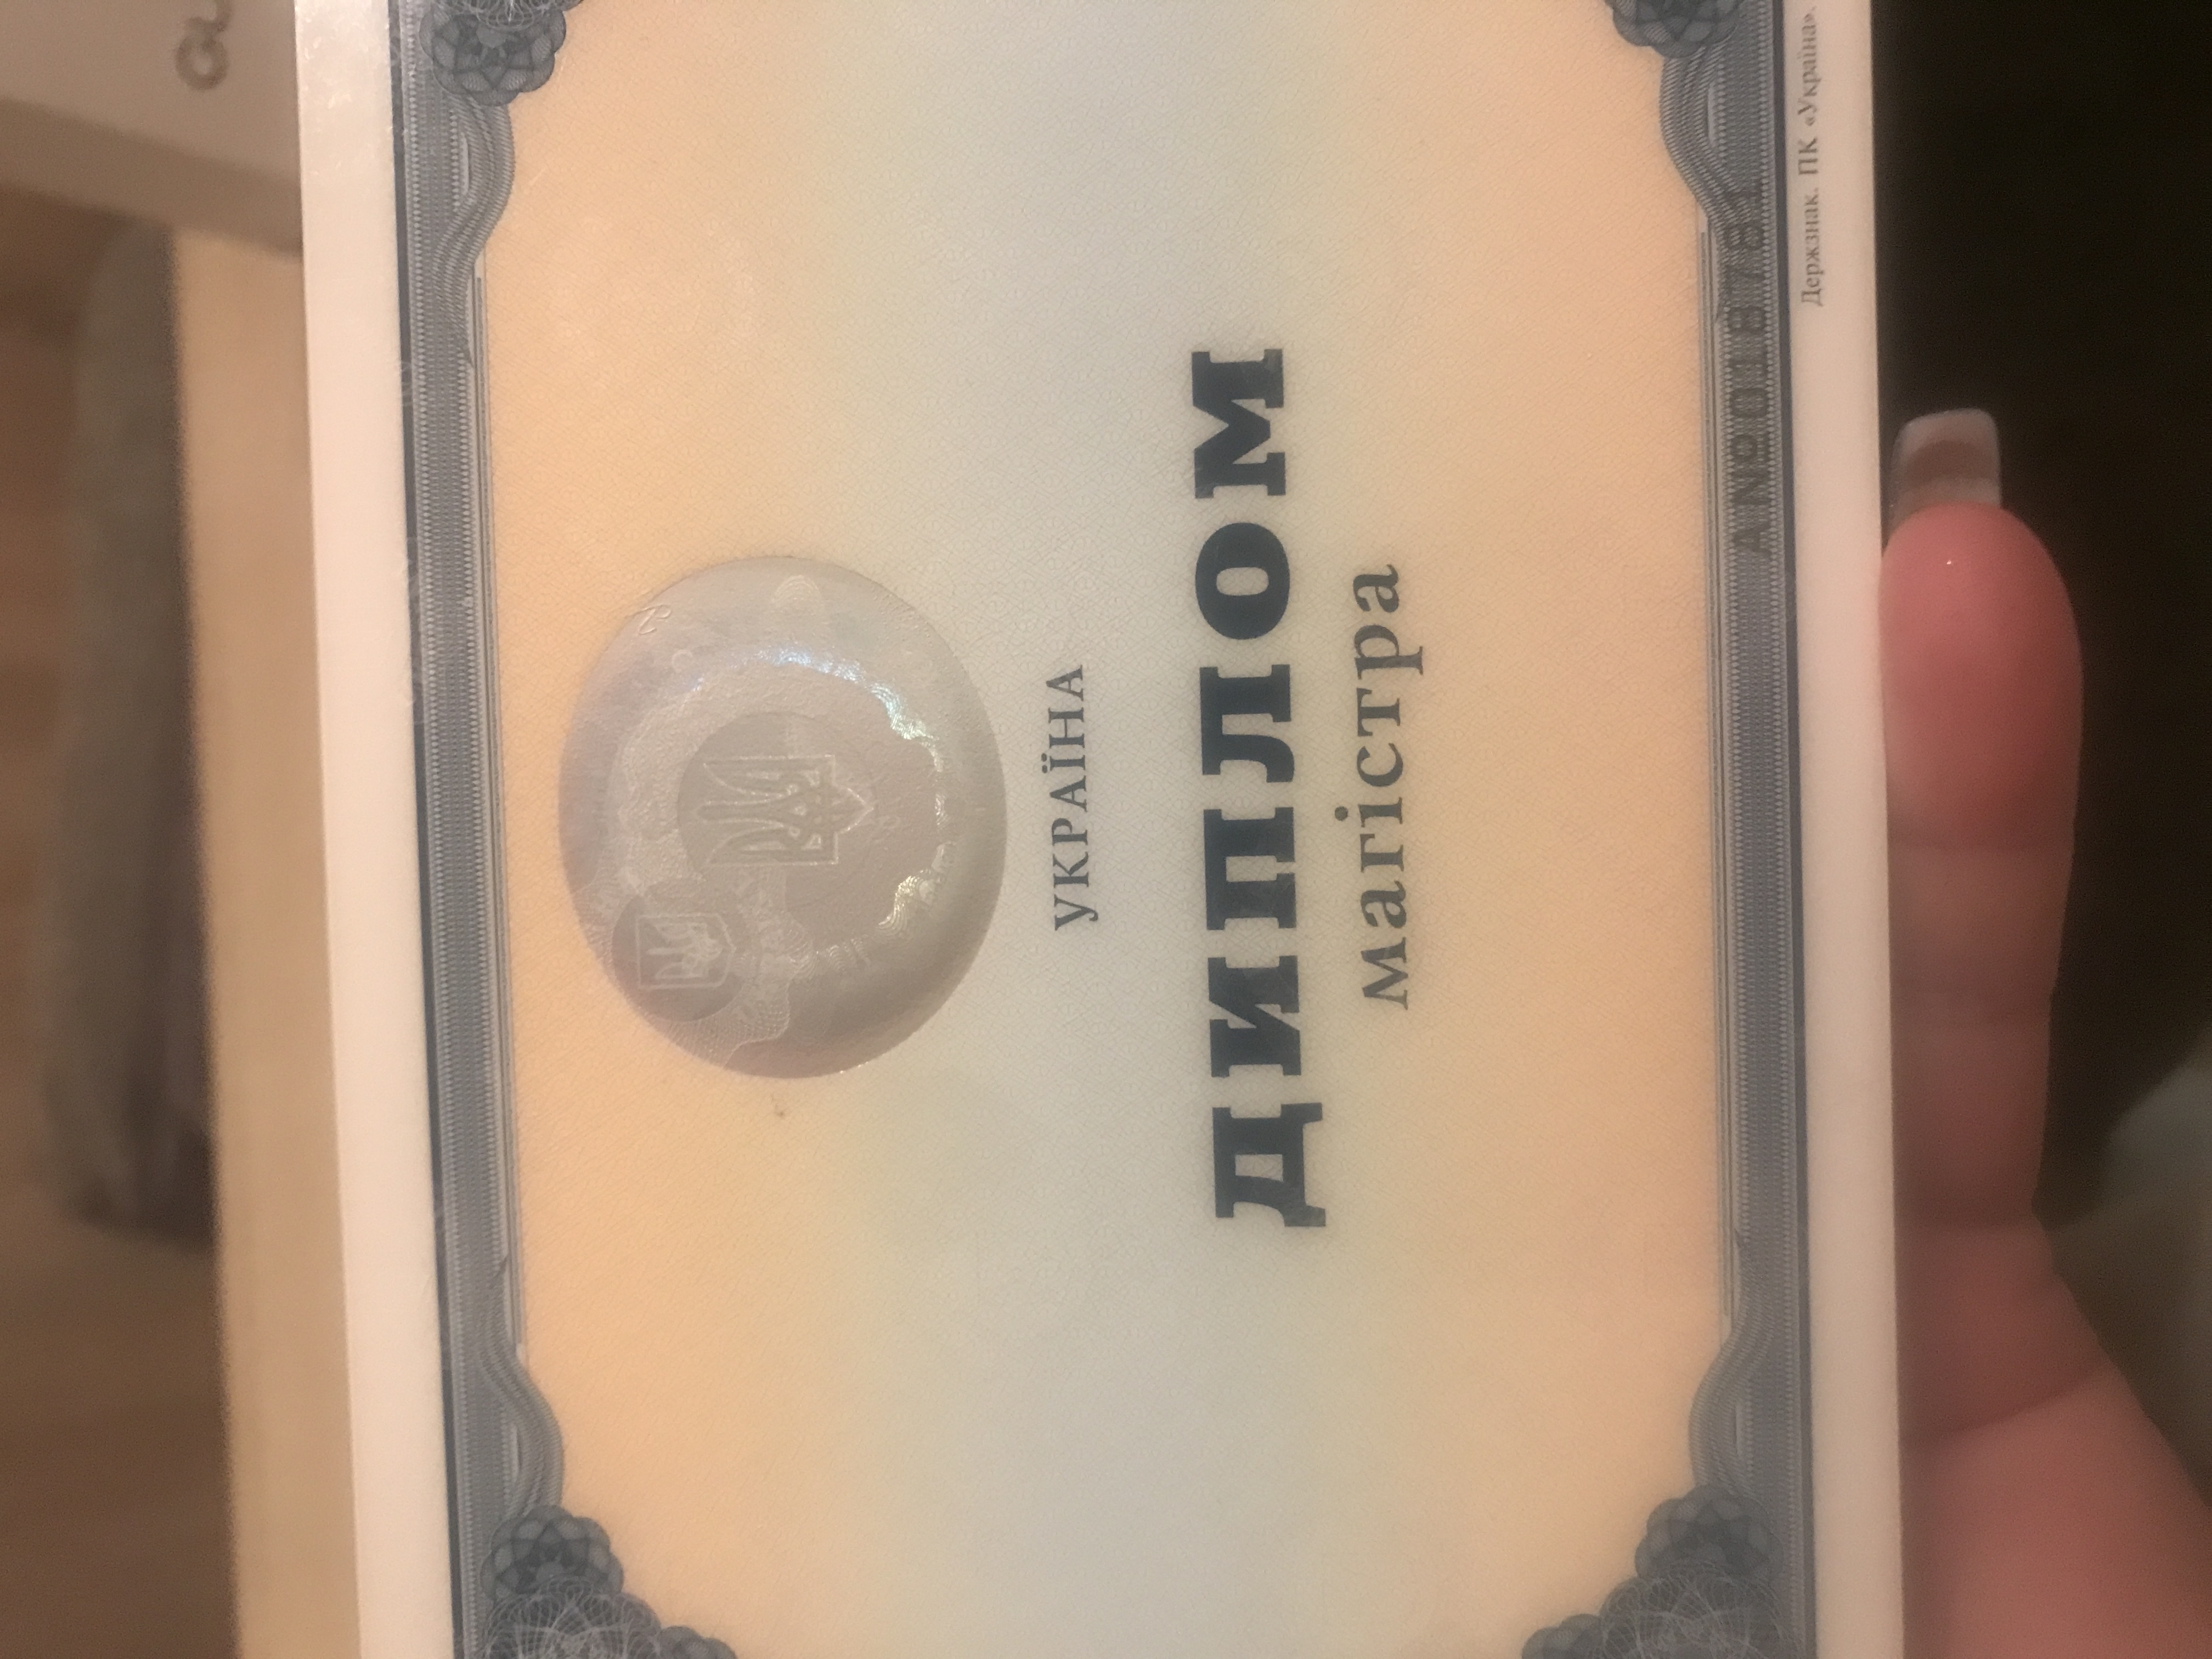 УКРАЇНА
ДИПЛОМ
магістра
Держзнак. ПК «Україна».